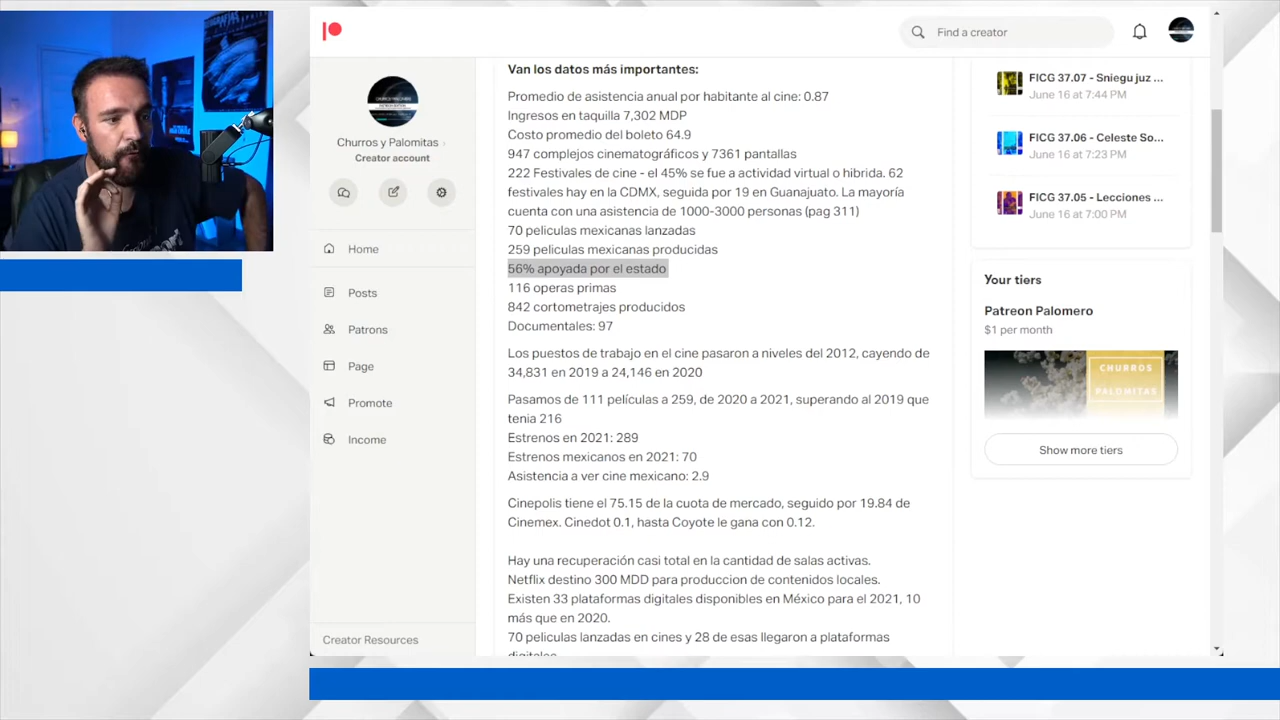 Find a creator
Churros y Palomitas
Creator account
Home
Posts
Patrons
Page
Promote
Income
Creator Resources
Van los datos más importantes:
Promedio de asistencia anual por habitante al cine: 0.87
Ingresos en taquilla 7,302 MDP
Costo promedio del boleto 64.9
947 complejos cinematográficos y 7361 pantallas
222 Festivales de cine - el 45% se fue a actividad virtual o hibrida. 62
festivales hay en la CDMX, seguida por 19 en Guanajuato. La mayoría
cuenta con una asistencia de 1000-3000 personas (pag 311)
70 peliculas mexicanas lanzadas
259 peliculas mexicanas producidas
56% apoyada por el estado
116 operas primas
842 cortometrajes producidos
Documentales: 97
Los puestos de trabajo en el cine pasaron a niveles del 2012, cayendo de
34,831 en 2019 a 24,146 en 2020
Pasamos de 111 películas a 259, de 2020 a 2021, superando al 2019 que
tenia 216
Estrenos en 2021: 289
Estrenos mexicanos en 2021: 70
Asistencia a ver cine mexicano: 2.9
Cinepolis tiene el 75.15 de la cuota de mercado, seguido por 19.84 de
Cinemex. Cinedot 0.1, hasta Coyote le gana con 0.12.
Hay una recuperación casi total en la cantidad de salas activas.
Netflix destino 300 MDD para produccion de contenidos locales.
Existen 33 plataformas digitales disponibles en México para el 2021, 10
más que en 2020.
70 peliculas lanzadas en cines y 28 de esas llegaron a plataformas
digitales
FICG 37.07 - Sniegu juz ...
June 16 at 7:44 PM
FICG 37.06 - Celeste So...
June 16 at 7:23 PM
FICG 37.05 - Lecciones ...
June 16 at 7:00 PM
Your tiers
Patreon Palomero
$1 per month
CHURROS
PALOMITAS
Show more tiers